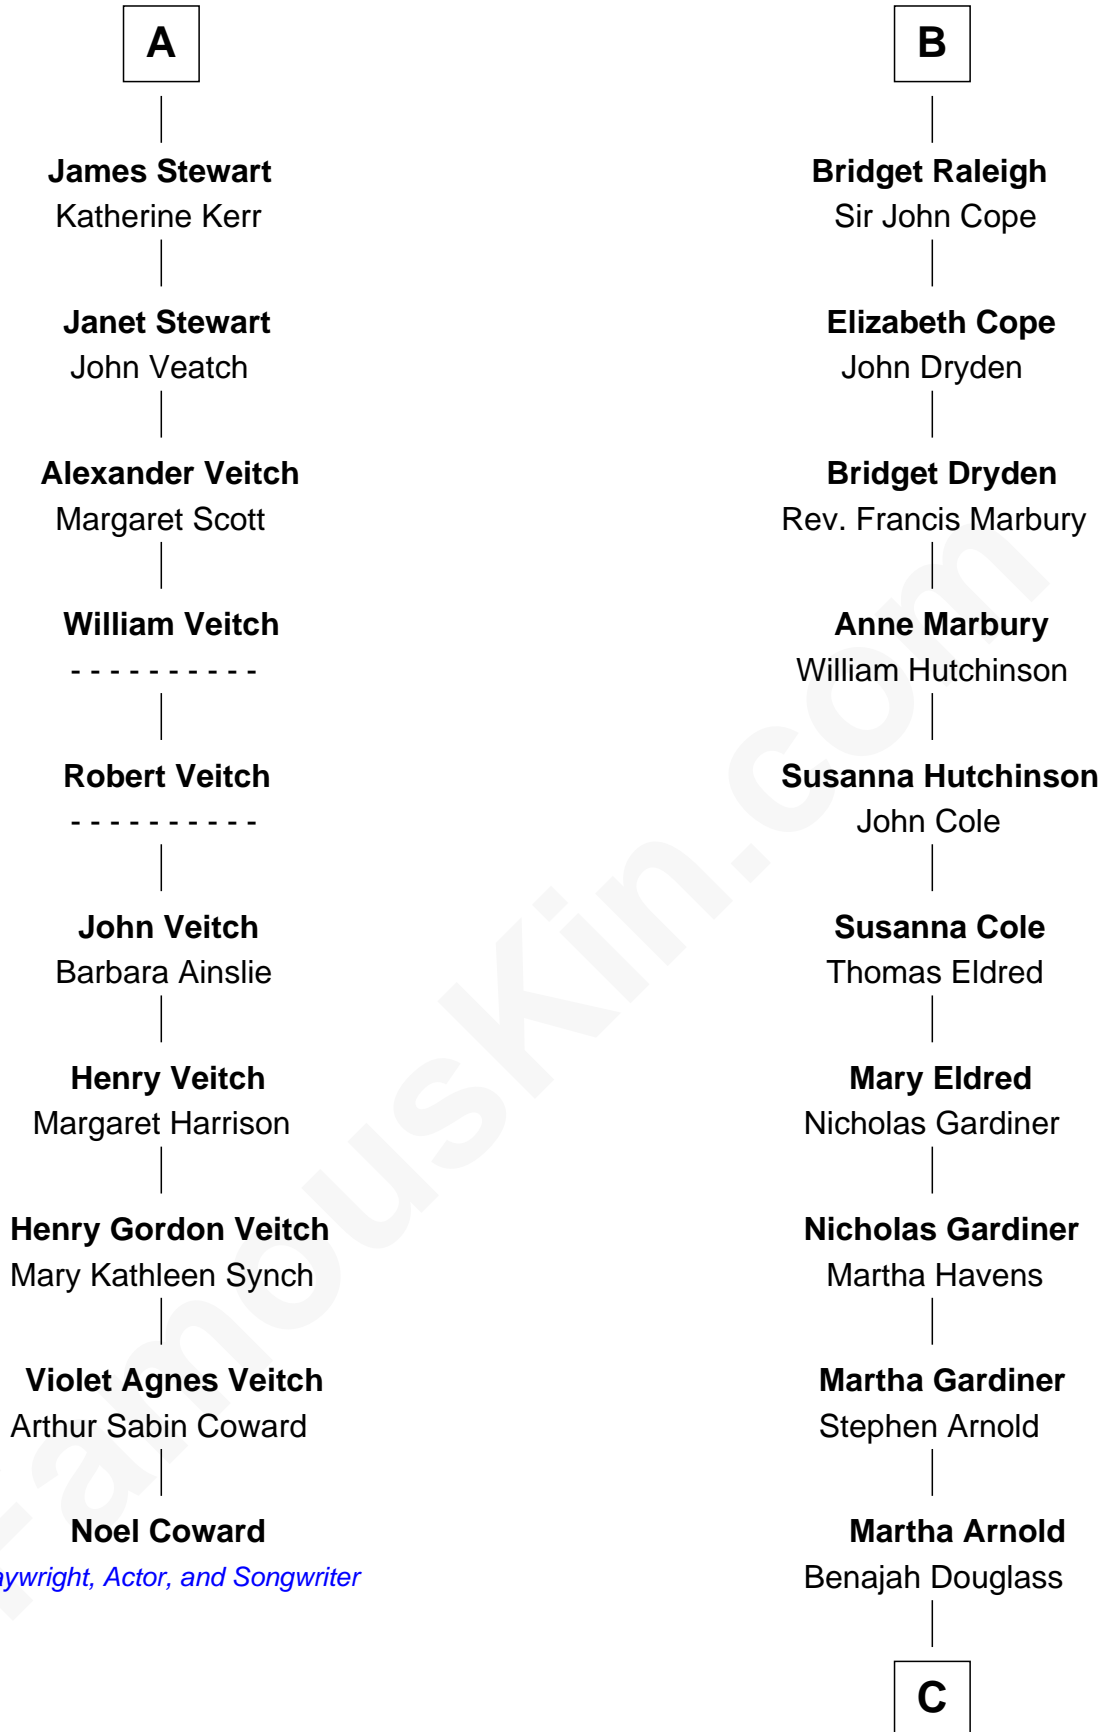 A
James Stewart
Katherine Kerr
Janet Stewart
John Veatch
Alexander Veitch
Margaret Scott
William Veitch
- - - - - - - - - -
Robert Veitch
- - - - - - - - - -
John Veitch
Barbara Ainslie
Henry Veitch
Margaret Harrison
Henry Gordon Veitch
Mary Kathleen Synch
Violet Agnes Veitch
Arthur Sabin Coward
Noel Coward
aywright, Actor, and Songwriter
B
Bridget Raleigh
Sir John Cope
Elizabeth Cope
John Dryden
Bridget Dryden
Rev. Francis Marbury
Anne Marbury
William Hutchinson
Susanna Hutchinson
John Cole
Susanna Cole
Thomas Eldred
Mary Eldred
Nicholas Gardiner
Nicholas Gardiner
Martha Havens
Martha Gardiner
Stephen Arnold
Martha Arnold
Benajah Douglass
C
FamousKin.com